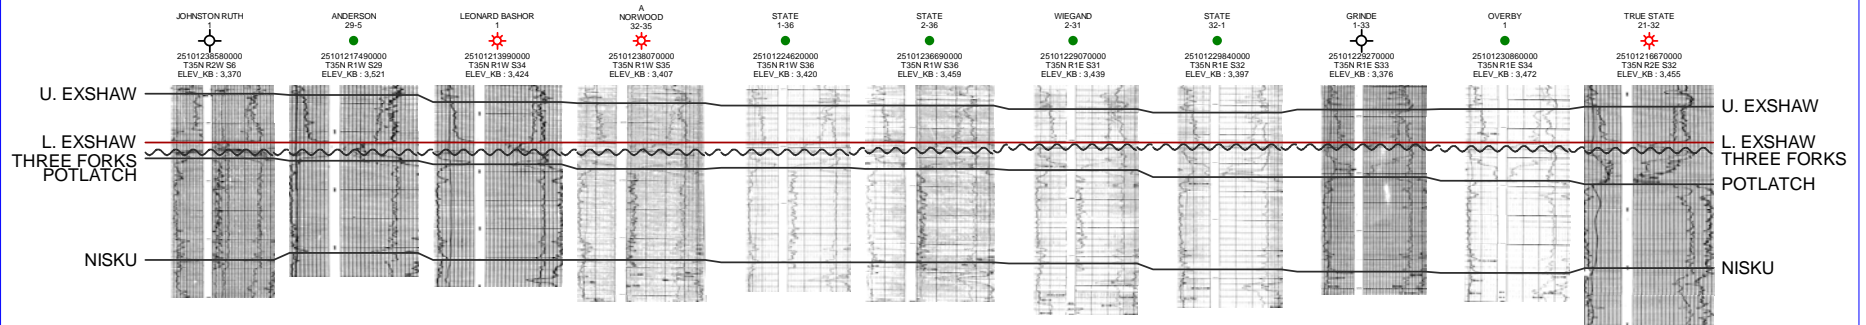 JOHNSTON RUTH
1
25101238580000
T35N R2W S6
ELEV_KB : 3,370
ANDERSON
29-5
25101217490000
T35N R1W S29
ELEV_KB : 3,521
LEONARD BASHOR
1
25101213990000
T35N R1W S34
ELEV_KB : 3,424
A
NORWOOD
32-35
25101238070000
T35N R1W S35
ELEV_KB : 3,407
STATE
1-36
25101224620000
T35N R1W S36
ELEV_KB : 3,420
STATE
2-36
25101236690000
T35N R1W S36
ELEV_KB : 3,459
WIEGAND
2-31
25101229070000
T35N R1E S31
ELEV_KB : 3,439
STATE
32-1
25101229840000
T35N R1E S32
ELEV_KB : 3,397
GRINDE
1-33
25101229270000
T35N R1E S33
ELEV_KB : 3,376
OVERBY
1
25101230860000
T35N R1E S34
ELEV_KB : 3,472
TRUE STATE
21-32
25101216670000
T35N R2E S32
ELEV_KB : 3,455
U. EXSHAW
L. EXSHAW
THREE FORKS
POTLATCH
NISKU
U. EXSHAW
L. EXSHAW
THREE FORKS
POTLATCH
NISKU